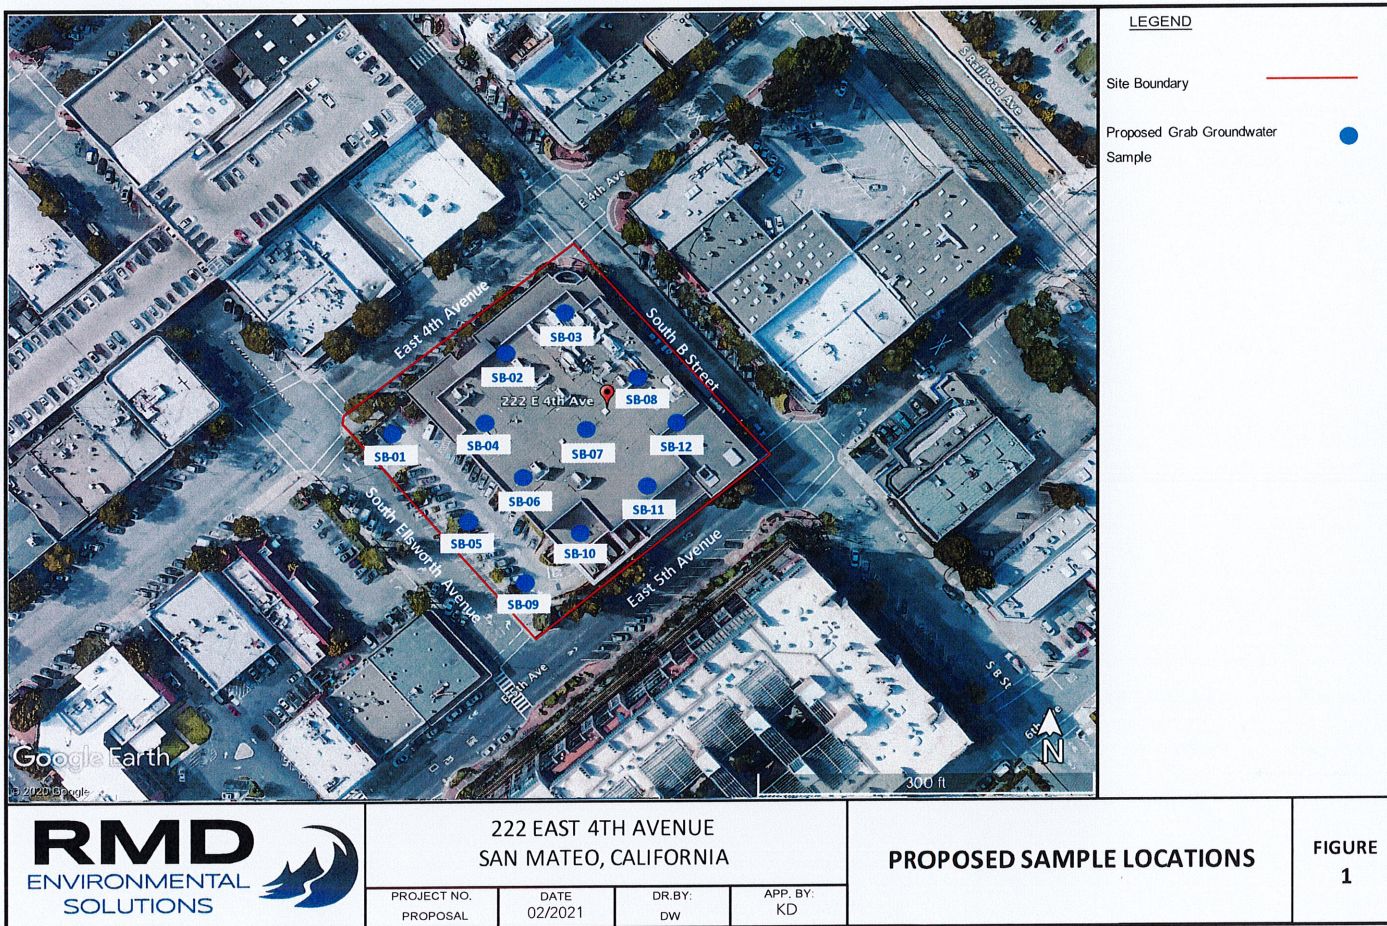 LEGEND
Site Boundary
Proposed Grab Groundwater
Sample
S Railroad Ave
E 4th Ave
East 4th Avenue
South B Street
SB-03
SB-02
222 E 4th Ave
SB-08
SB-04
SB-07
SB-12
SB-01
SB-06
SB-11
South Ellsworth Avenue
SB-05
SB-10
East 5th Avenue
SB-09
Ave
S B St
N
Google Earth
© 2020 Google
300 ft
RMD
ENVIRONMENTAL
SOLUTIONS
222 EAST 4TH AVENUE
SAN MATEO, CALIFORNIA
PROJECT NO.
PROPOSAL
DATE
02/2021
DR.BY:
DW
APP. BY:
KD
PROPOSED SAMPLE LOCATIONS
FIGURE
1